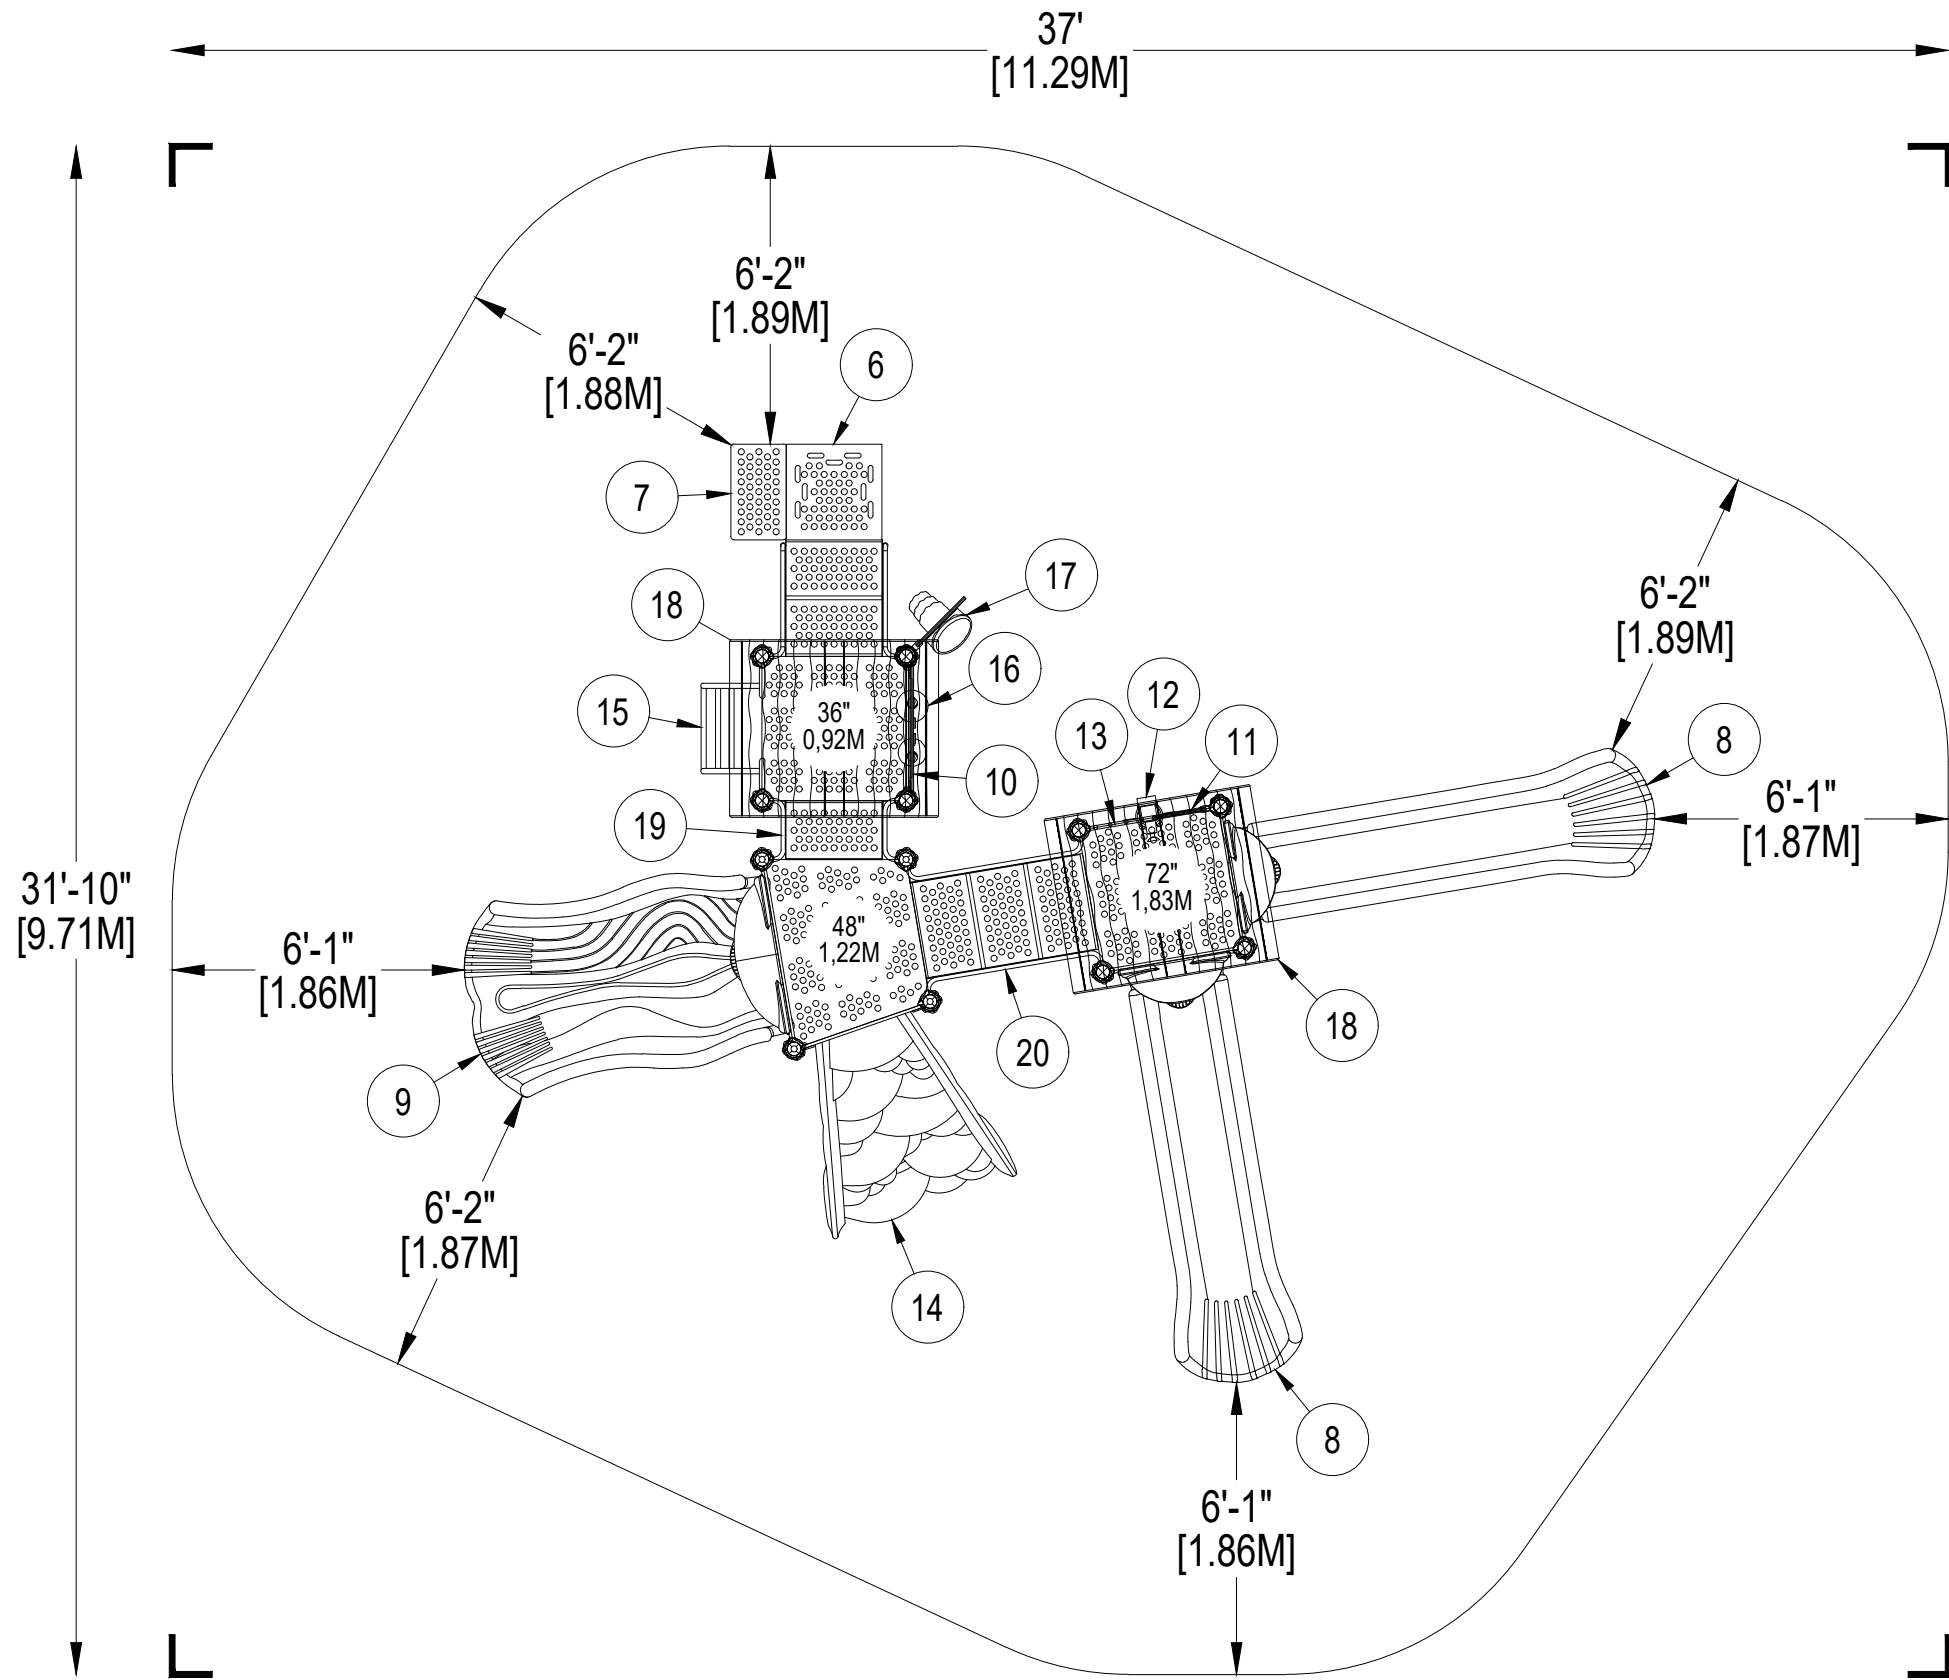 37'
[11.29M]
6'-2"
[1.89M]
6'-2"
[1.88M]
6
7
17
18
16
15
36"
0,92M
10
12
13
11
6'-2"
[1.89M]
8
6'-1"
[1.87M]
19
31'-10"
[9.71M]
72"
1,83M
48"
1,22M
6'-1"
[1.86M]
18
20
9
6'-2"
[1.87M]
14
8
6'-1"
[1.86M]